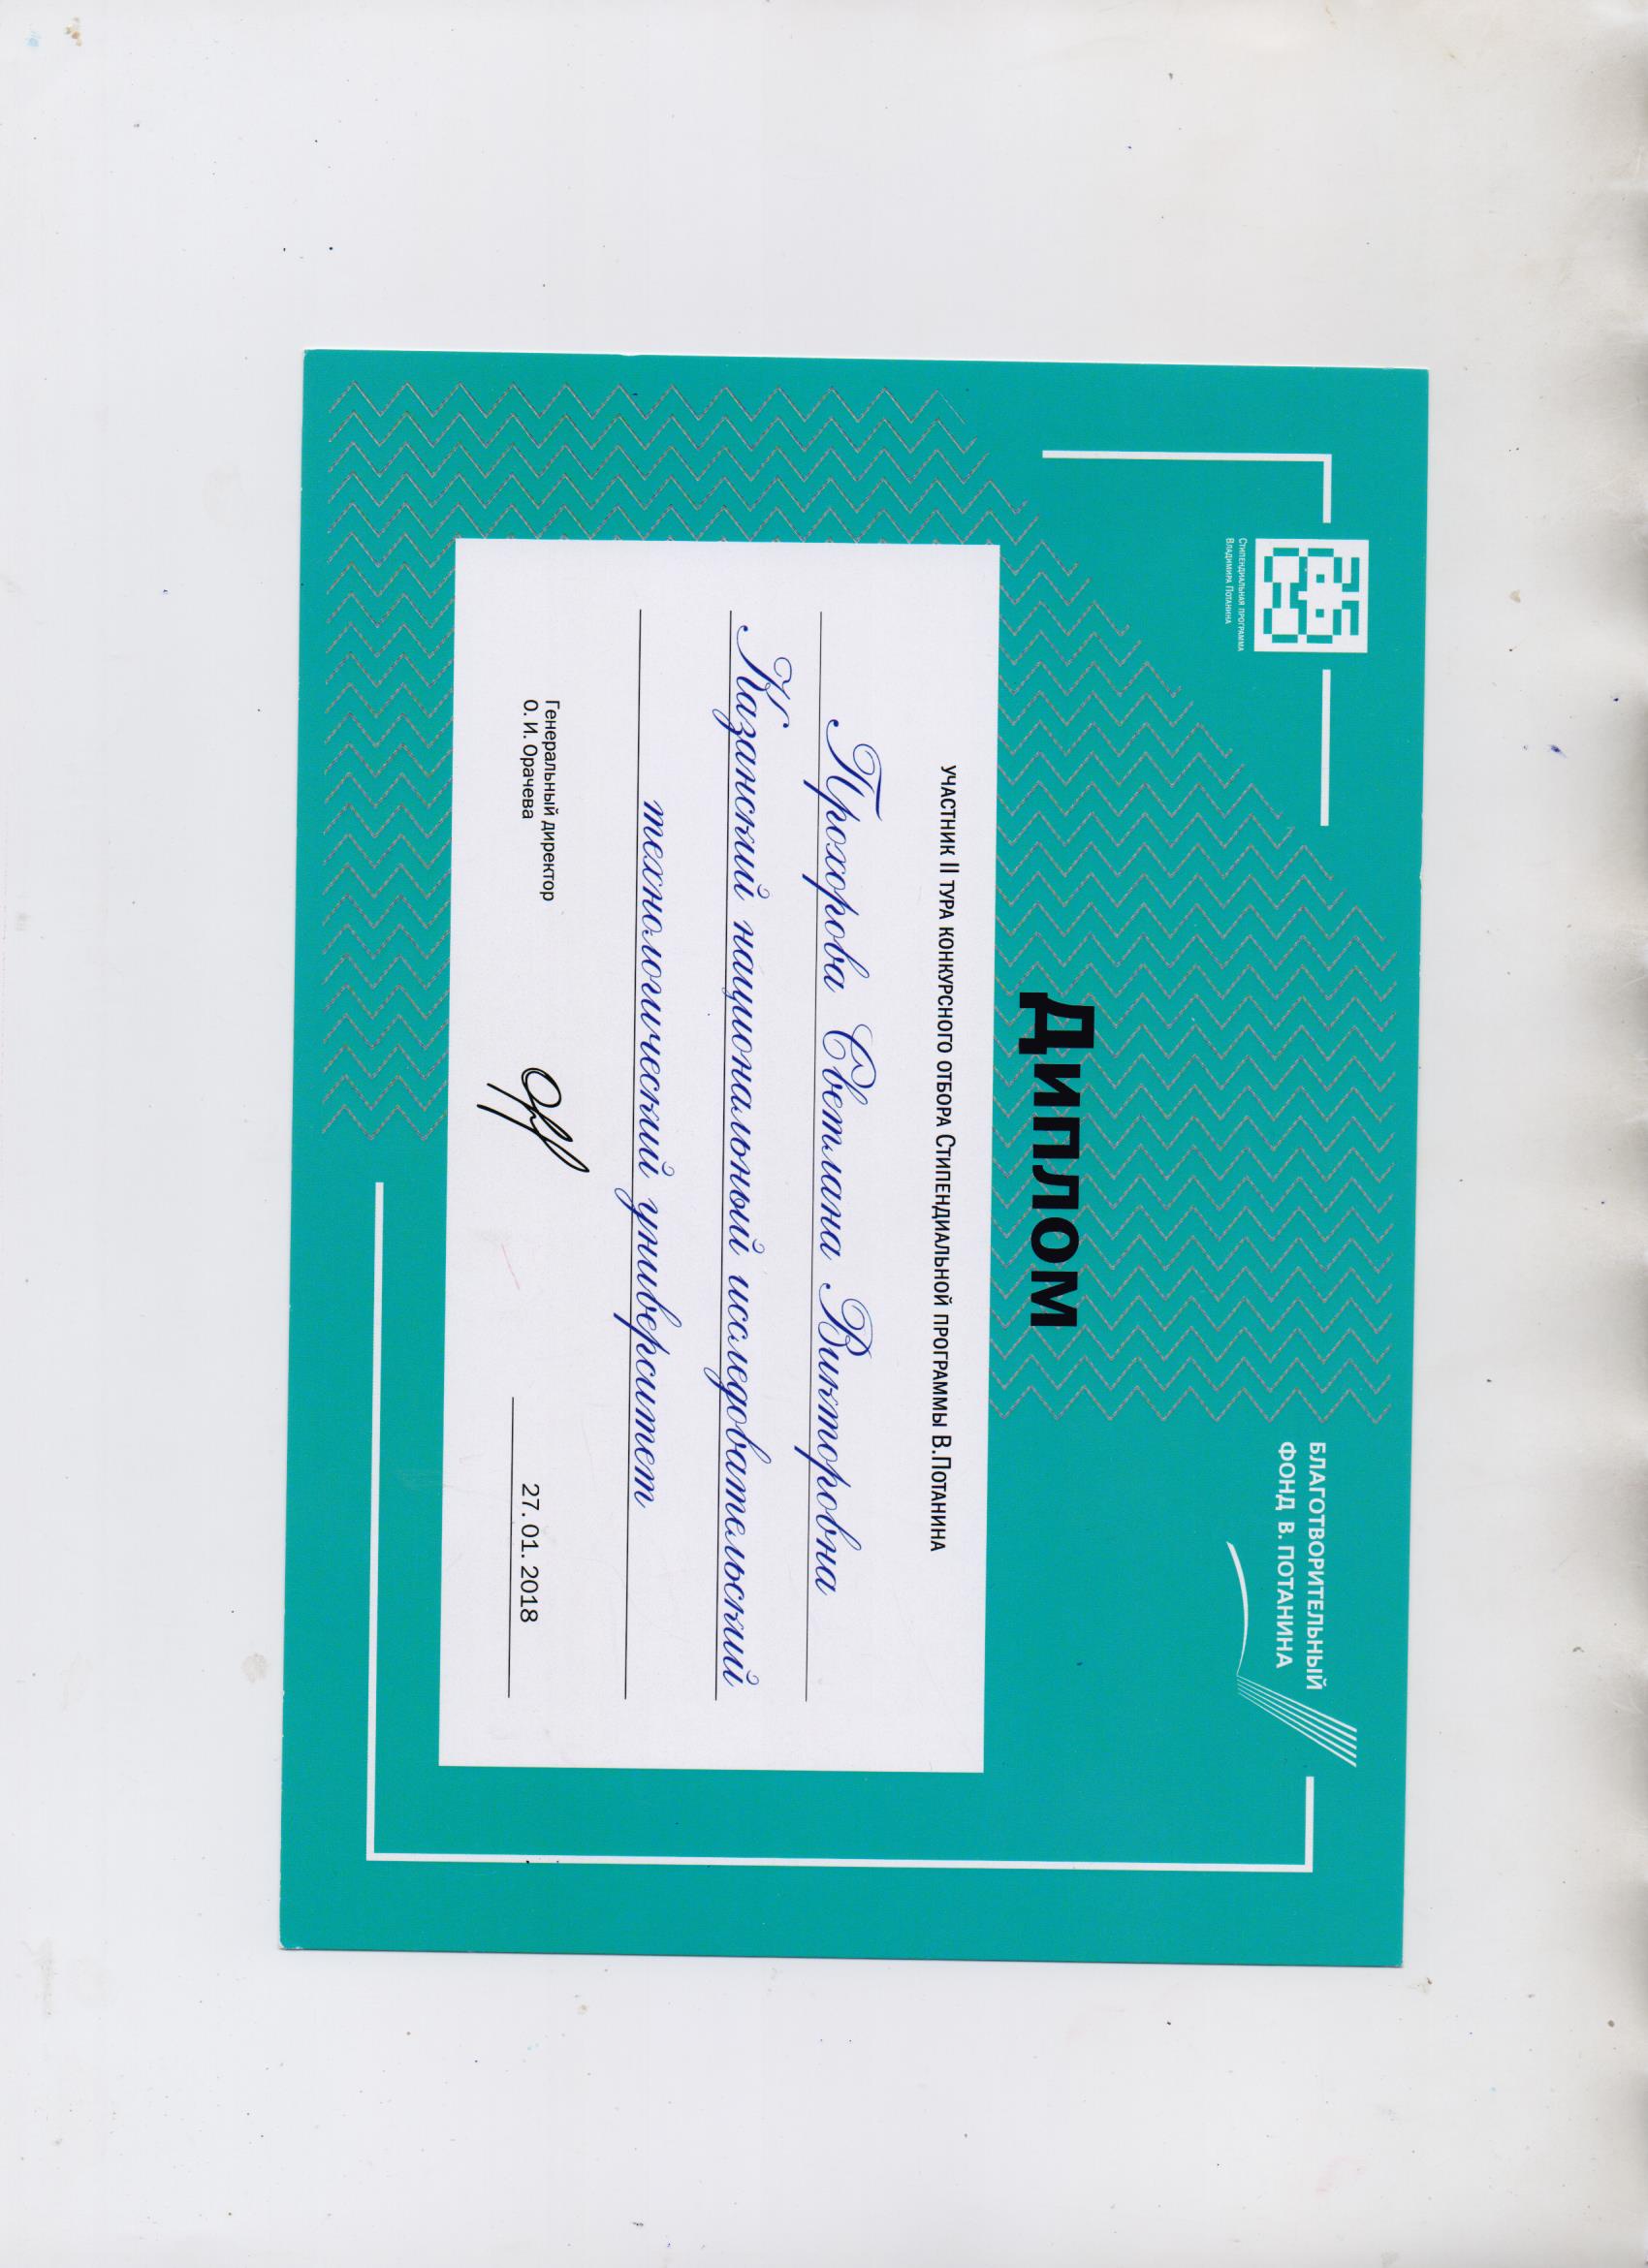 Стипендиальная программа
Владимира Потанина
БЛАГОТВОРИТЕЛЬНЫЙ
ФОНД В. ПОТАНИНА
Диплом
участник II тура конкурсного отбора Стипендиальной программы В.Потанина
Прохорова Светлана Викторовна
Казанский национальный исследовательский
технологический университет
Генеральный директор
О. И. Орачева
27. 01. 2018